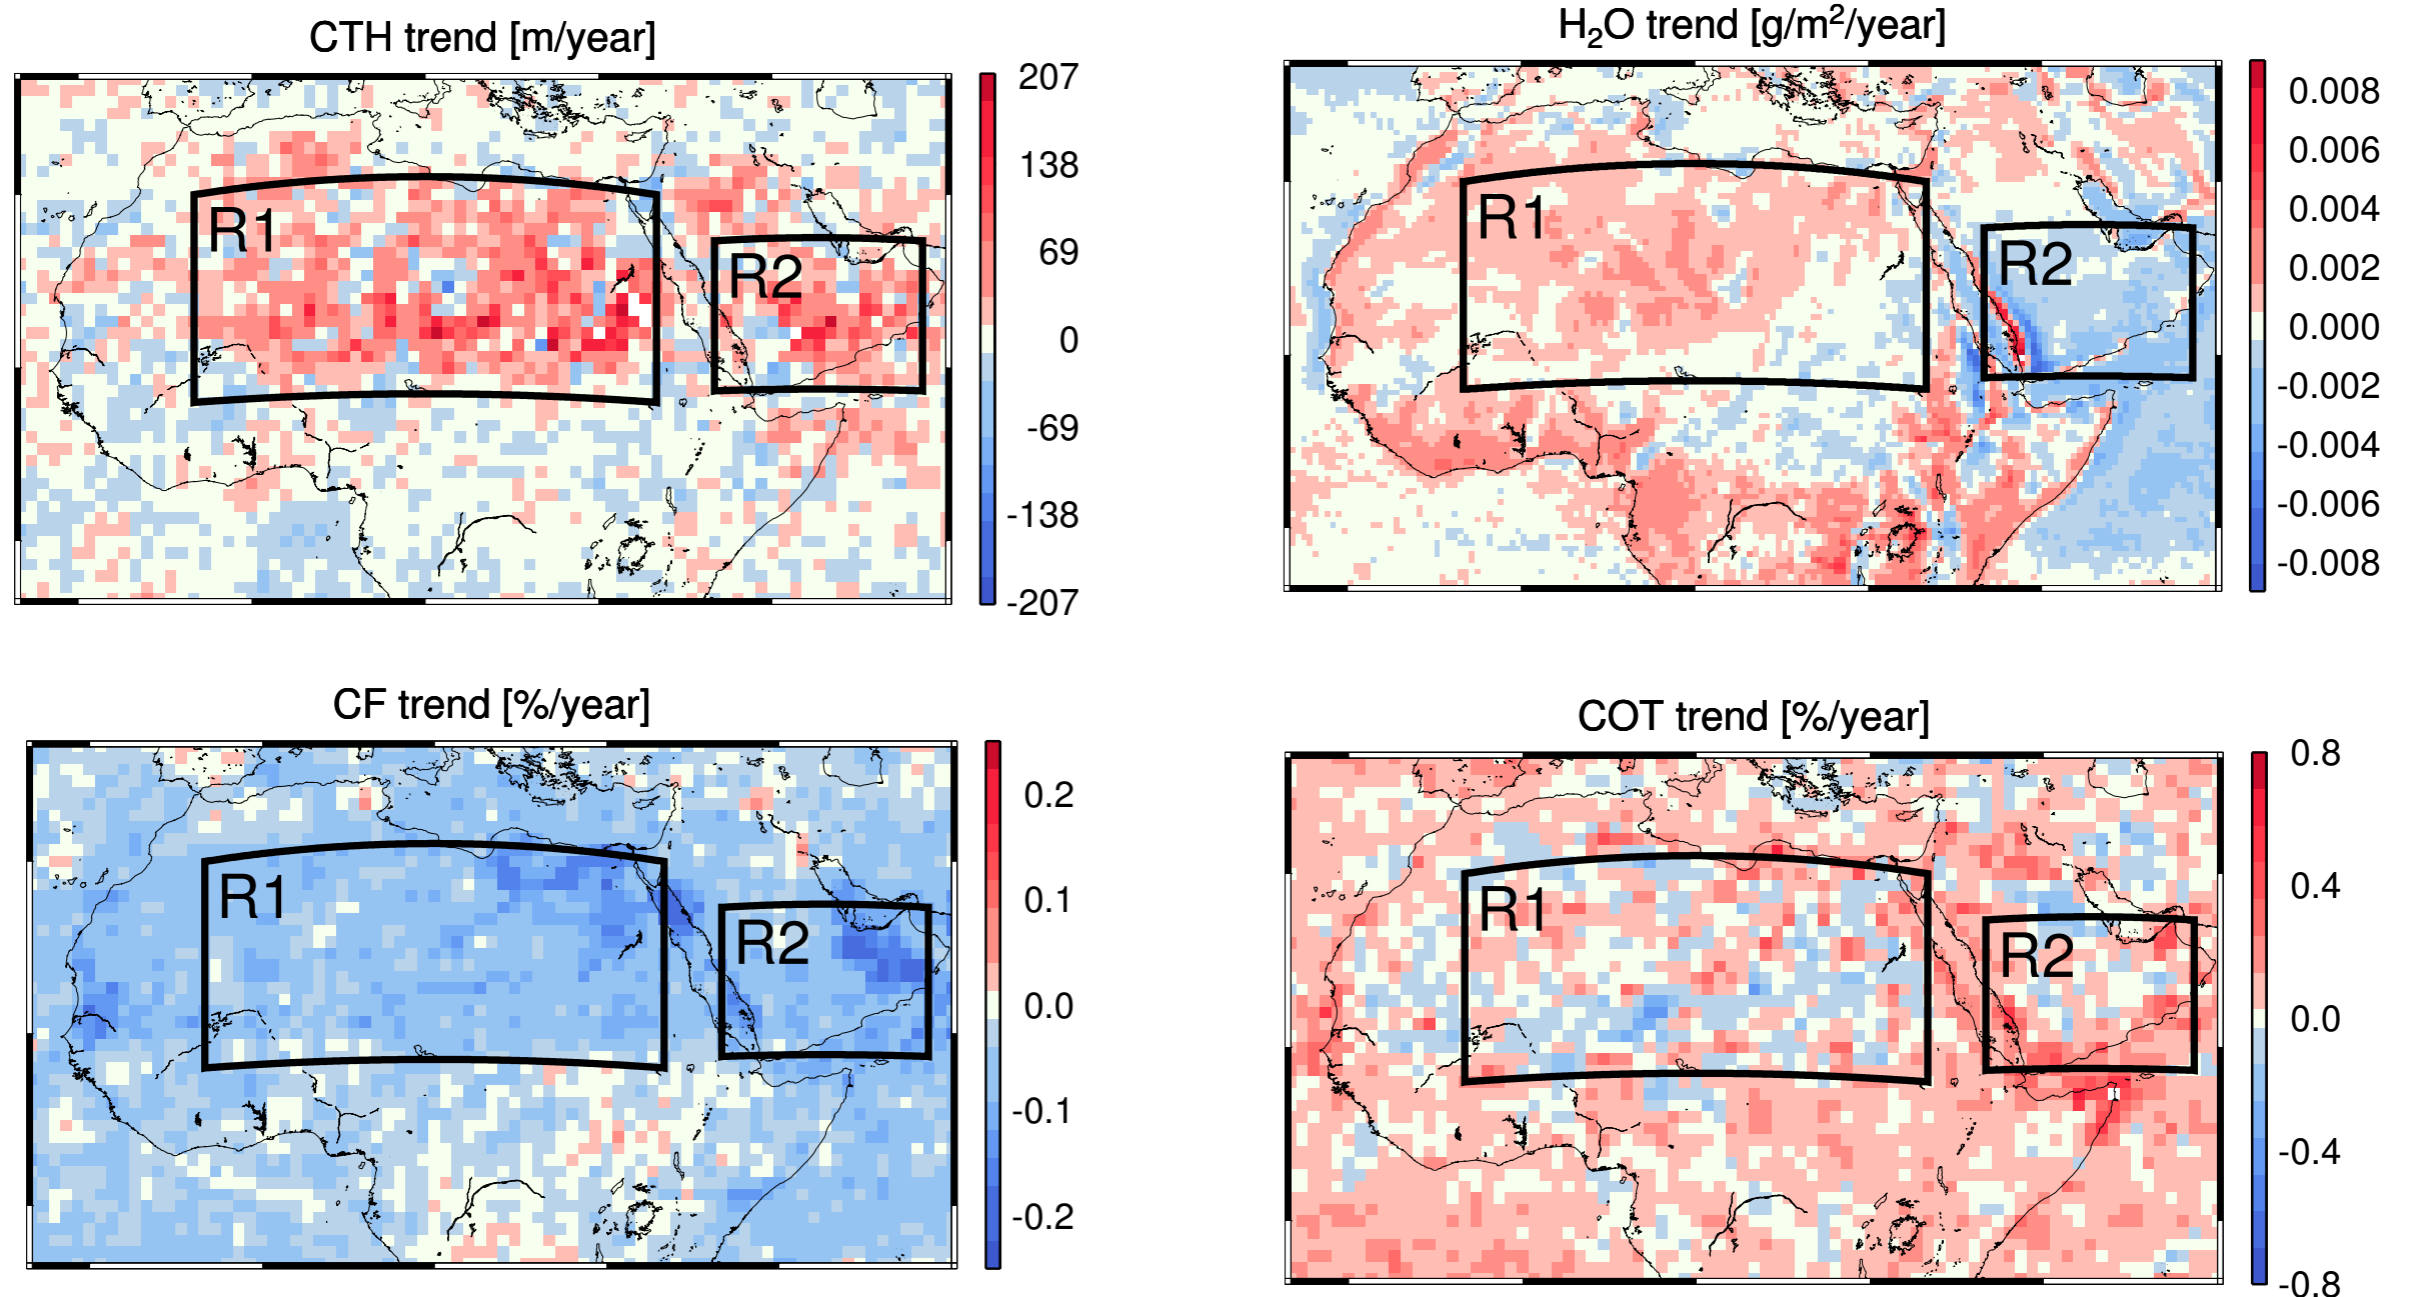 CTH trend [m/year]
207
138
69
0
-69
-138
-207
R1
R2
H₂O trend [g/m²/year]
0.008
0.006
0.004
0.002
0.000
-0.002
-0.004
-0.006
-0.008
R1
R2
CF trend [%/year]
0.2
0.1
0.0
-0.1
-0.2
R1
R2
COT trend [%/year]
0.8
0.4
0.0
-0.4
-0.8
R1
R2